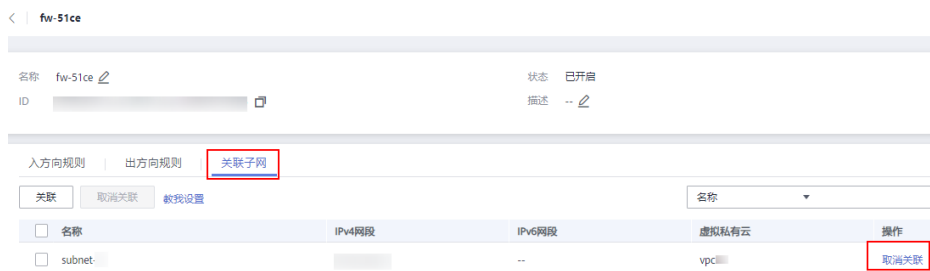 < fw-51ce
名称 fw-51ce 状态 已开启
ID 描述 --
入方向规则 出方向规则 关联子网
关联 取消关联 教我设置 名称
名称 IPv4网段 IPv6网段 虚拟私有云 操作
subnet- -- vpc 取消关联